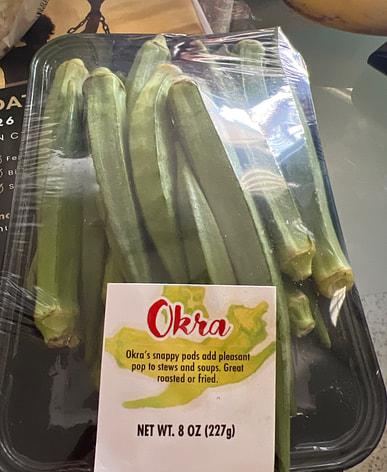 26
Okra
Okra's snappy pods add pleasant
pop to stews and soups. Great
roasted or fried.
NET WT. 8 OZ (227g)